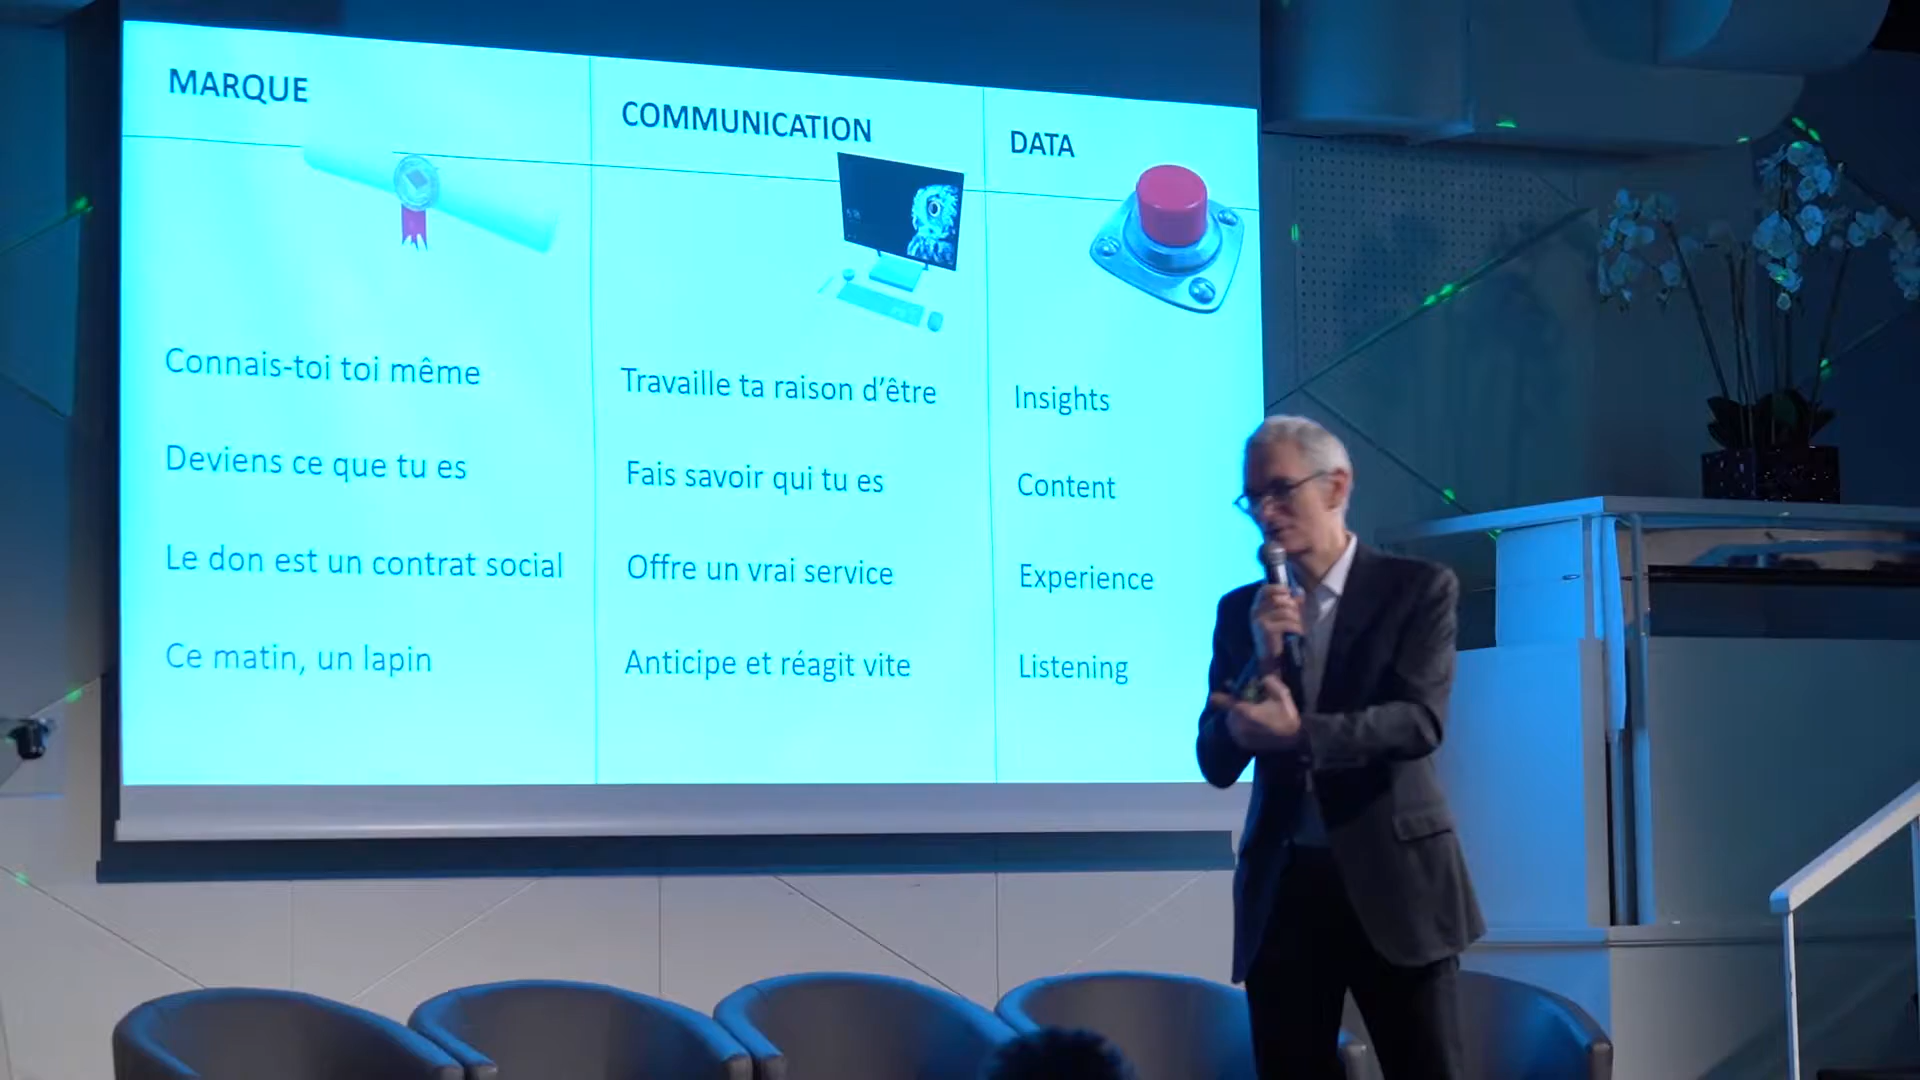 MARQUE
COMMUNICATION
DATA
Connais-toi toi même
Travaille ta raison d’être
Insights
Deviens ce que tu es
Fais savoir qui tu es
Content
Le don est un contrat social
Offre un vrai service
Experience
Ce matin, un lapin
Anticipe et réagit vite
Listening